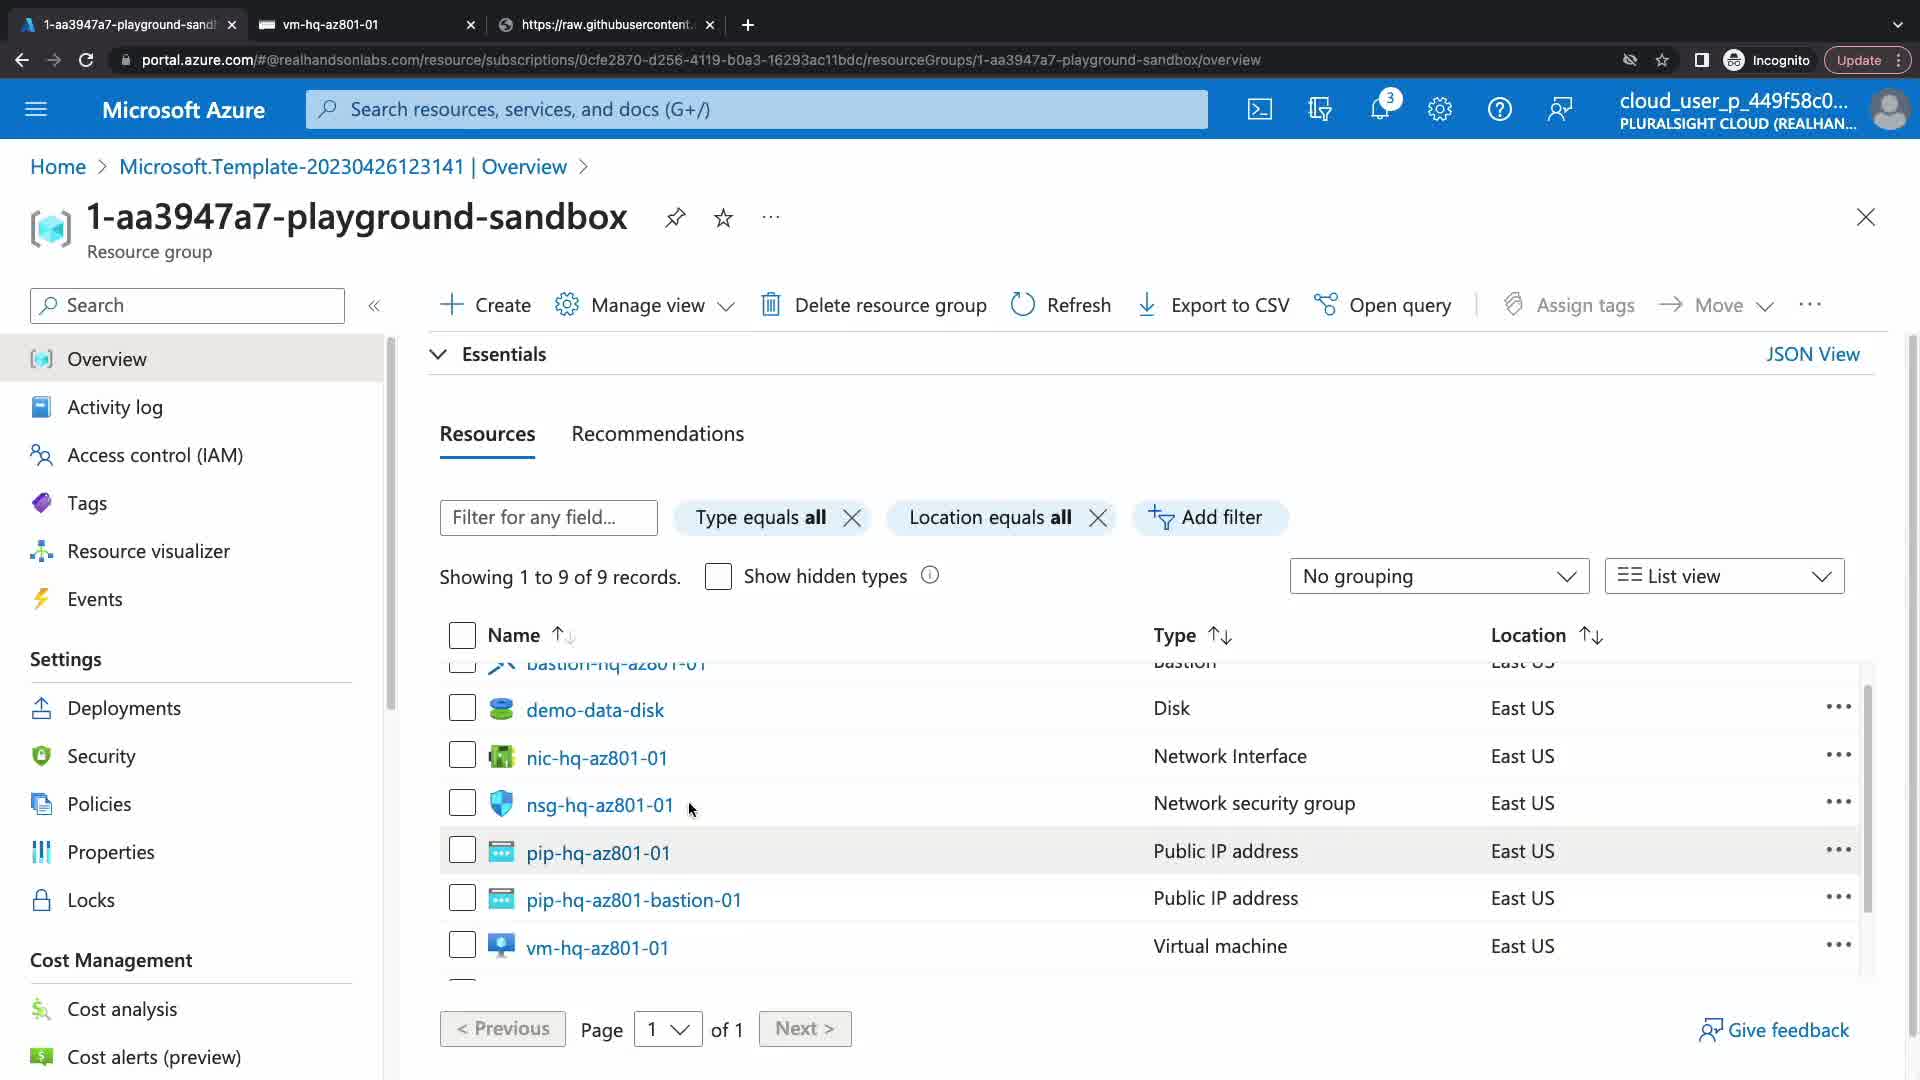 1-aa3947a7-playground-sand
vm-hq-az801-01
https://raw.githubusercontent.
portal.azure.com/#@realhandsonlabs.com/resource/subscriptions/0cfe2870-d256-4119-b0a3-16293ac11bdc/resourceGroups/1-aa3947a7-playground-sandbox/overview
Incognito
Update
Microsoft Azure
Search resources, services, and docs (G+/)
3
cloud_user_p_449f58c0...
PLURALSIGHT CLOUD (REALHAN...
Home > Microsoft.Template-20230426123141 | Overview >
1-aa3947a7-playground-sandbox
Resource group
Search
Create
Manage view
Delete resource group
Refresh
Export to CSV
Open query
Assign tags
Move
Overview
Activity log
Access control (IAM)
Tags
Resource visualizer
Events
Settings
Deployments
Security
Policies
Properties
Locks
Cost Management
Cost analysis
Cost alerts (preview)
Essentials
JSON View
Resources
Recommendations
Filter for any field...
Type equals all
Location equals all
Add filter
Showing 1 to 9 of 9 records.
Show hidden types
No grouping
List view
Name
Type
Location
bastion-hq-az801-01 Bastion East US
demo-data-disk Disk East US
nic-hq-az801-01 Network Interface East US
nsg-hq-az801-01 Network security group East US
pip-hq-az801-01 Public IP address East US
pip-hq-az801-bastion-01 Public IP address East US
vm-hq-az801-01 Virtual machine East US
< Previous
Page 1 of 1
Next >
Give feedback